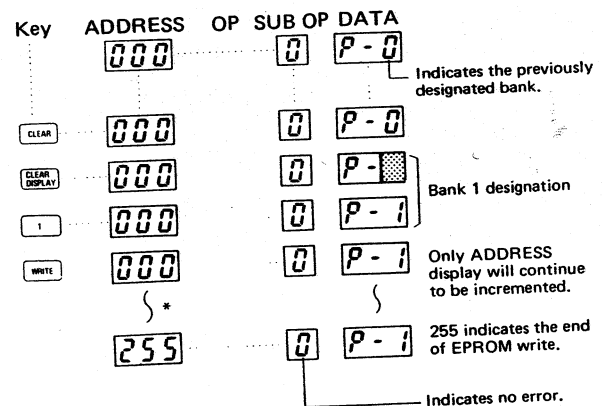 Key ADDRESS OP SUB OP DATA
000 0 P-0
Indicates the previously
designated bank.
CLEAR 000 0 P-0
CLEAR
DISPLAY 000 0 P-
Bank 1 designation
1 000 0 P-1
WRITE 000 0 P-1 Only ADDRESS
display will continue
to be incremented.
*
255 0 P-1 255 indicates the end
of EPROM write.
Indicates no error.